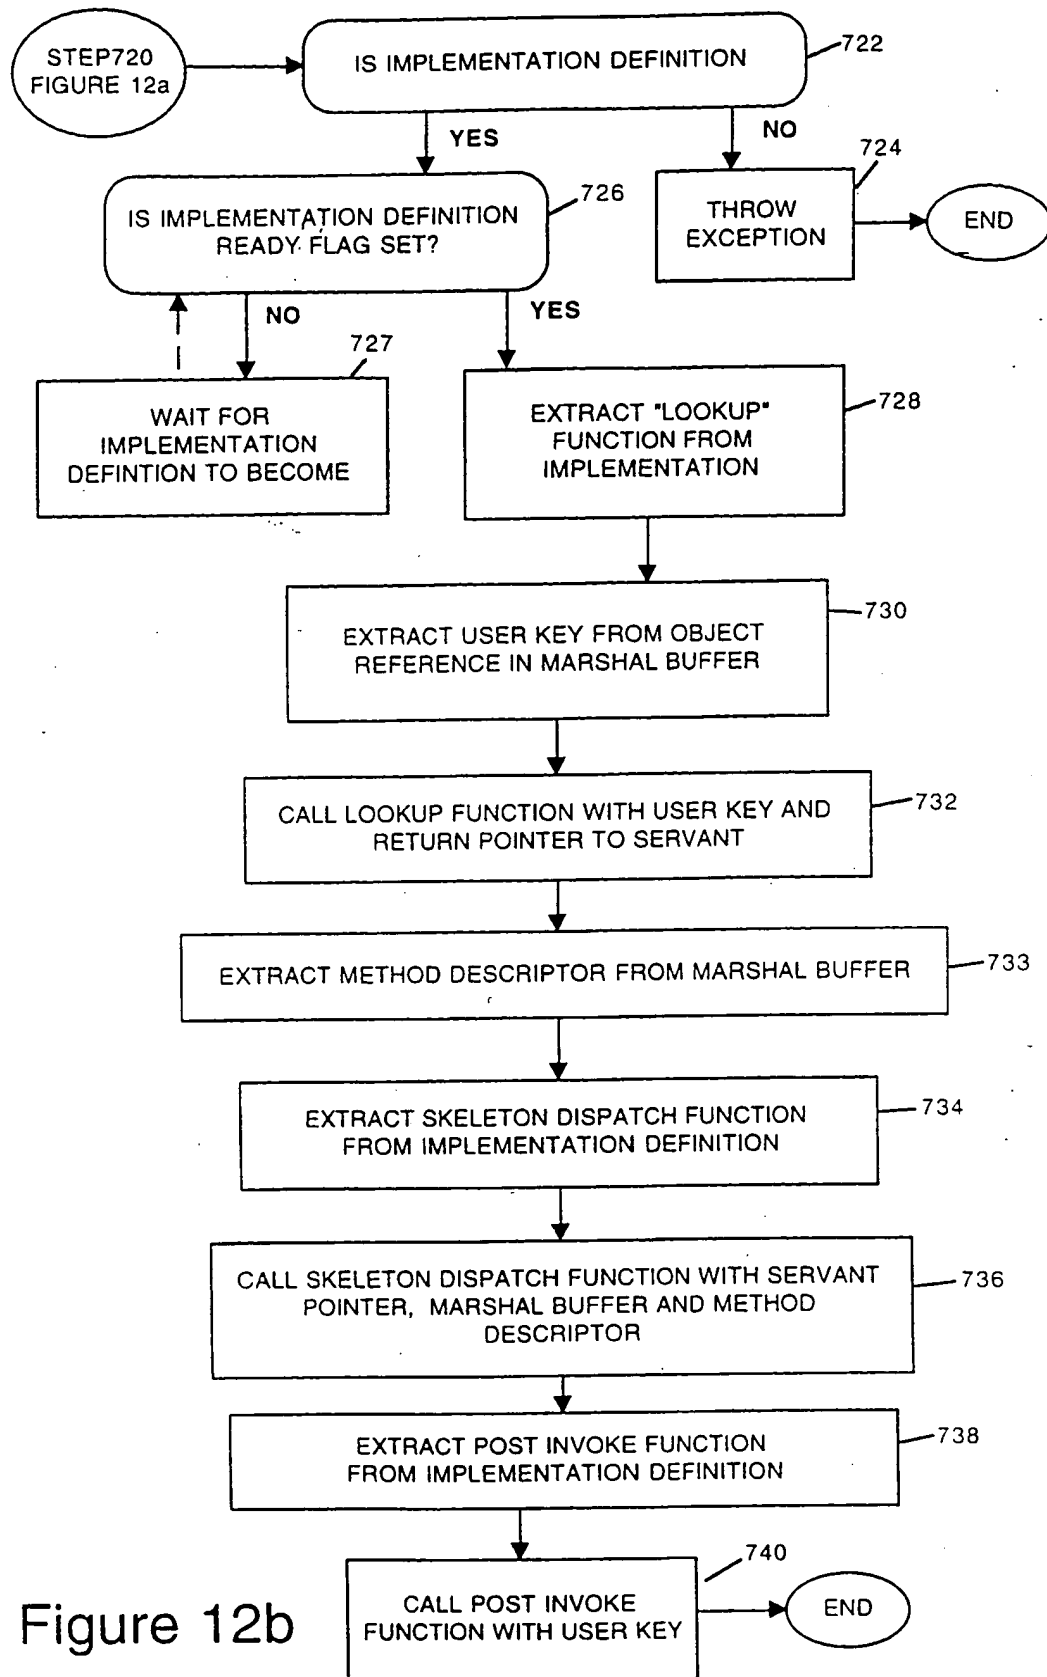 STEP720
FIGURE 12a
IS IMPLEMENTATION DEFINITION
722
YES
NO
724
THROW
EXCEPTION
END
IS IMPLEMENTATION DEFINITION
READY FLAG SET?
726
NO
YES
727
WAIT FOR
IMPLEMENTATION
DEFINTION TO BECOME
EXTRACT "LOOKUP"
FUNCTION FROM
IMPLEMENTATION
728
EXTRACT USER KEY FROM OBJECT
REFERENCE IN MARSHAL BUFFER
730
CALL LOOKUP FUNCTION WITH USER KEY AND
RETURN POINTER TO SERVANT
732
EXTRACT METHOD DESCRIPTOR FROM MARSHAL BUFFER
733
EXTRACT SKELETON DISPATCH FUNCTION
FROM IMPLEMENTATION DEFINITION
734
CALL SKELETON DISPATCH FUNCTION WITH SERVANT
POINTER, MARSHAL BUFFER AND METHOD
DESCRIPTOR
736
EXTRACT POST INVOKE FUNCTION
FROM IMPLEMENTATION DEFINITION
738
740
CALL POST INVOKE
FUNCTION WITH USER KEY
END
Figure 12b